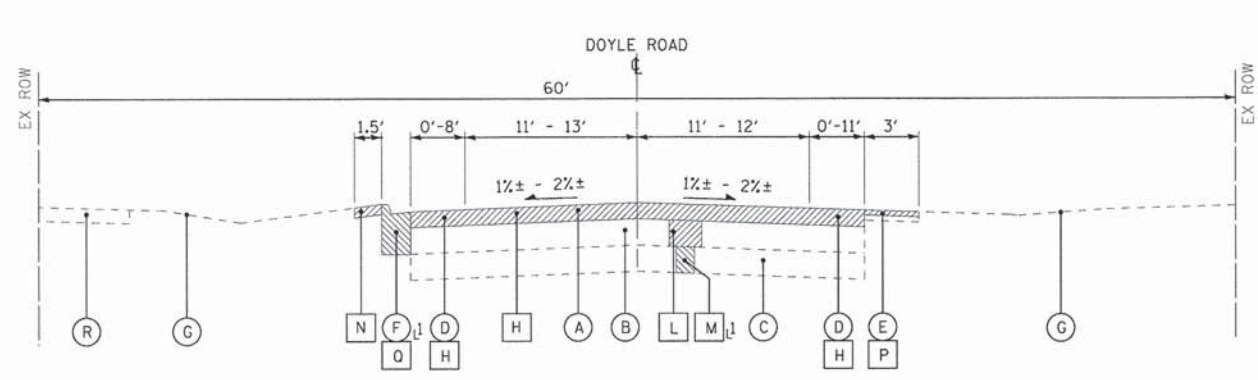 DOYLE ROAD
℄
60'
EX ROW
EX ROW
1.5' 0'-8' 11' - 13' 11' - 12' 0'-11' 3'
1%± - 2%± 1%± - 2%±
R G N F L1 D H A B L M L1 C D E G
Q H H P